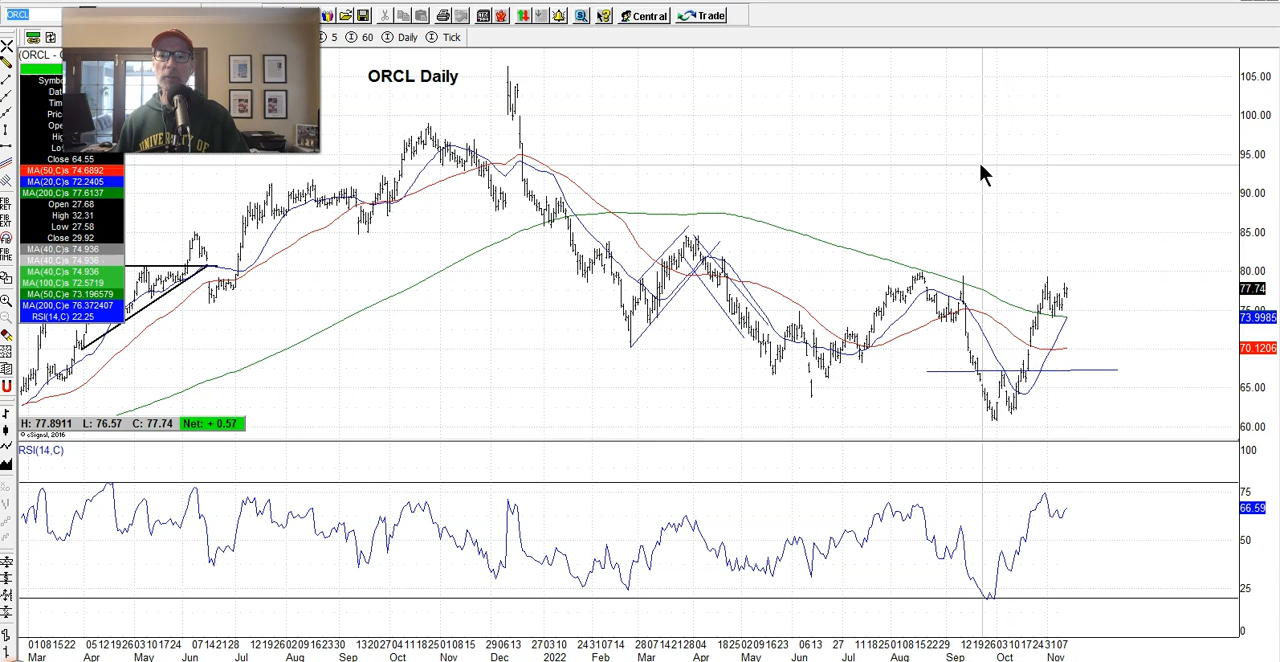 ORCL
Central
Trade
5
60
Daily
Tick
(ORCL - 
ORCL Daily
105.00
100.00
95.00
90.00
85.00
80.00
77.74
73.9985
70.1206
65.00
60.00
Close 64.55
MA(50,C)s 74.6892
MA(20,C)s 72.2405
MA(200,C)s 77.6137
Open 27.68
High 32.31
Low 27.58
Close 29.92
MA(40,C)s 74.936
MA(40,C)s 74.936
MA(40,C)s 74.936
MA(100,C)s 72.5719
MA(50,C)e 73.196579
MA(200,C)e 76.372407
RSI(14,C) 22.25
UNIVERSITY OF
H: 77.8911 L: 76.57 C: 77.74 Net: + 0.57
© eSignal, 2016
RSI(14,C)
100
75
66.59
50
25
0
Mar Apr May Jun Jul Aug Sep Oct Nov Dec 2022 Feb Mar Apr May Jun Jul Aug Sep Oct Nov